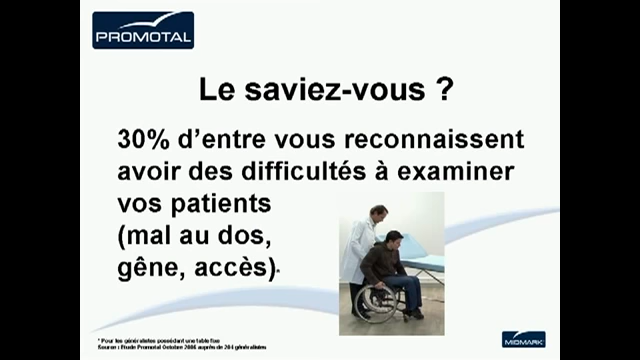 PROMOTAL
Le saviez-vous ?
30% d’entre vous reconnaissent
avoir des difficultés à examiner
vos patients
(mal au dos,
gêne, accès)*
* Pour les généralistes possédant une table fixe
Source : Etude Promotal Octobre 2006 auprès de 204 généralistes
MIDMARK